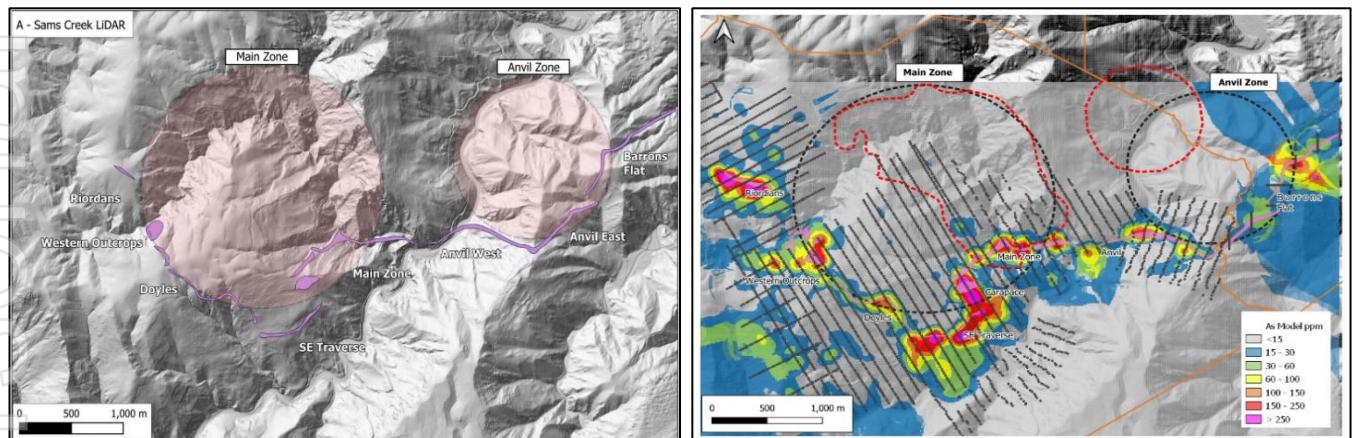 A - Sams Creek LiDAR
Main Zone
Anvil Zone
Barrons
Flat
Riordans
Western Outcrops
Anvil East
Anvil West
Main Zone
Doyles
SE Traverse
0 500 1,000 m
Main Zone
Anvil Zone
Riordans
Barrons
Flat
Western Outcrops
Main Zone
Anvil
Carapace
Doyles
SE Traverse
As Model ppm
<15
15 - 30
30 - 60
60 - 100
100 - 150
150 - 250
> 250
0 500 1,000 m